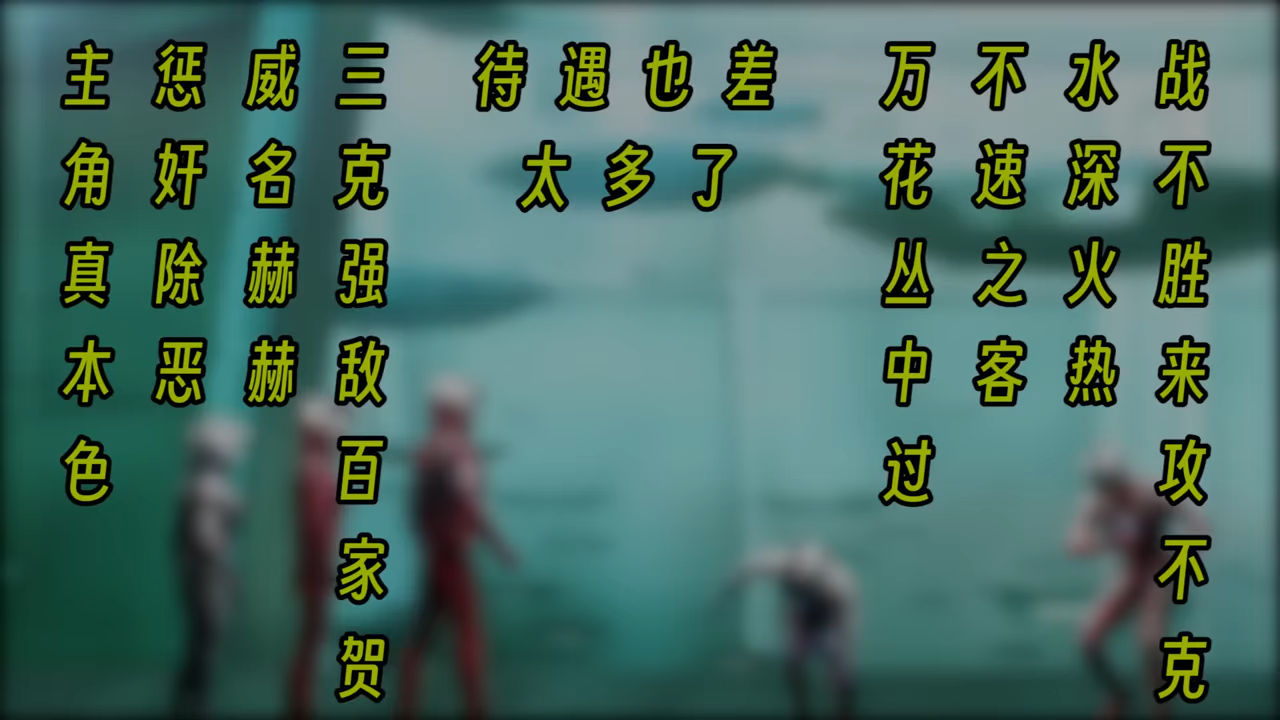 主角真本色
惩奸除恶
威名赫赫
三克强敌百家贺
待遇也差
太多了
万花丛中过
不速之客
水深火热
战不胜来攻不克